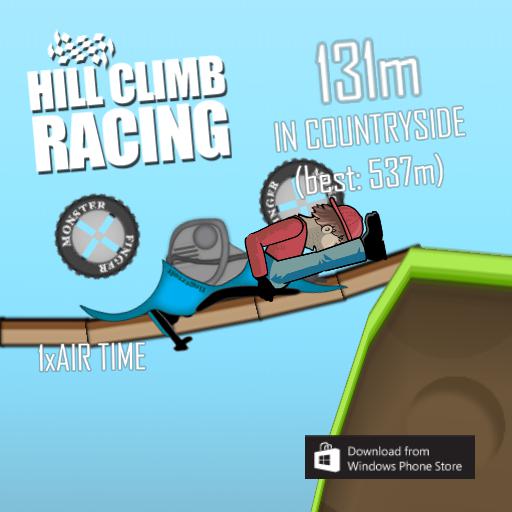 HILL CLIMB
RACING
131m
IN COUNTRYSIDE
(best: 537m)
MONSTER
FINGER
FINGER
1xAIR TIME
Download from
Windows Phone Store